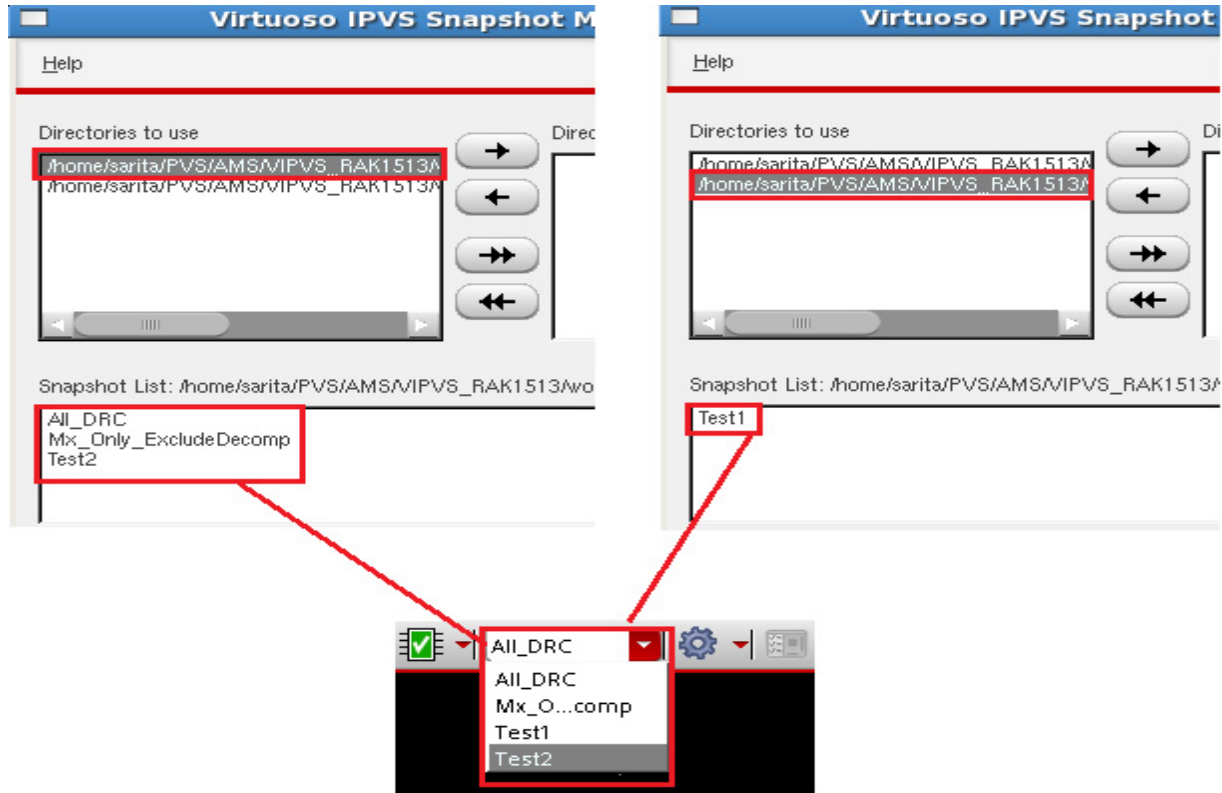 Virtuoso IPVS Snapshot M
Help
Directories to use
Direc
/home/sarita/PVS/AMS/VIPVS_RAK1513/
/home/sarita/PVS/AMS/VIPVS_RAK1513/
Snapshot List: /home/sarita/PVS/AMS/VIPVS_RAK1513/wo
All_DRC
Mx_Only_ExcludeDecomp
Test2
Virtuoso IPVS Snapshot
Help
Directories to use
Di
/home/sarita/PVS/AMS/VIPVS_RAK1513/
/home/sarita/PVS/AMS/VIPVS_RAK1513/
Snapshot List: /home/sarita/PVS/AMS/VIPVS_RAK1513/
Test1
All_DRC
All_DRC
Mx_O...comp
Test1
Test2